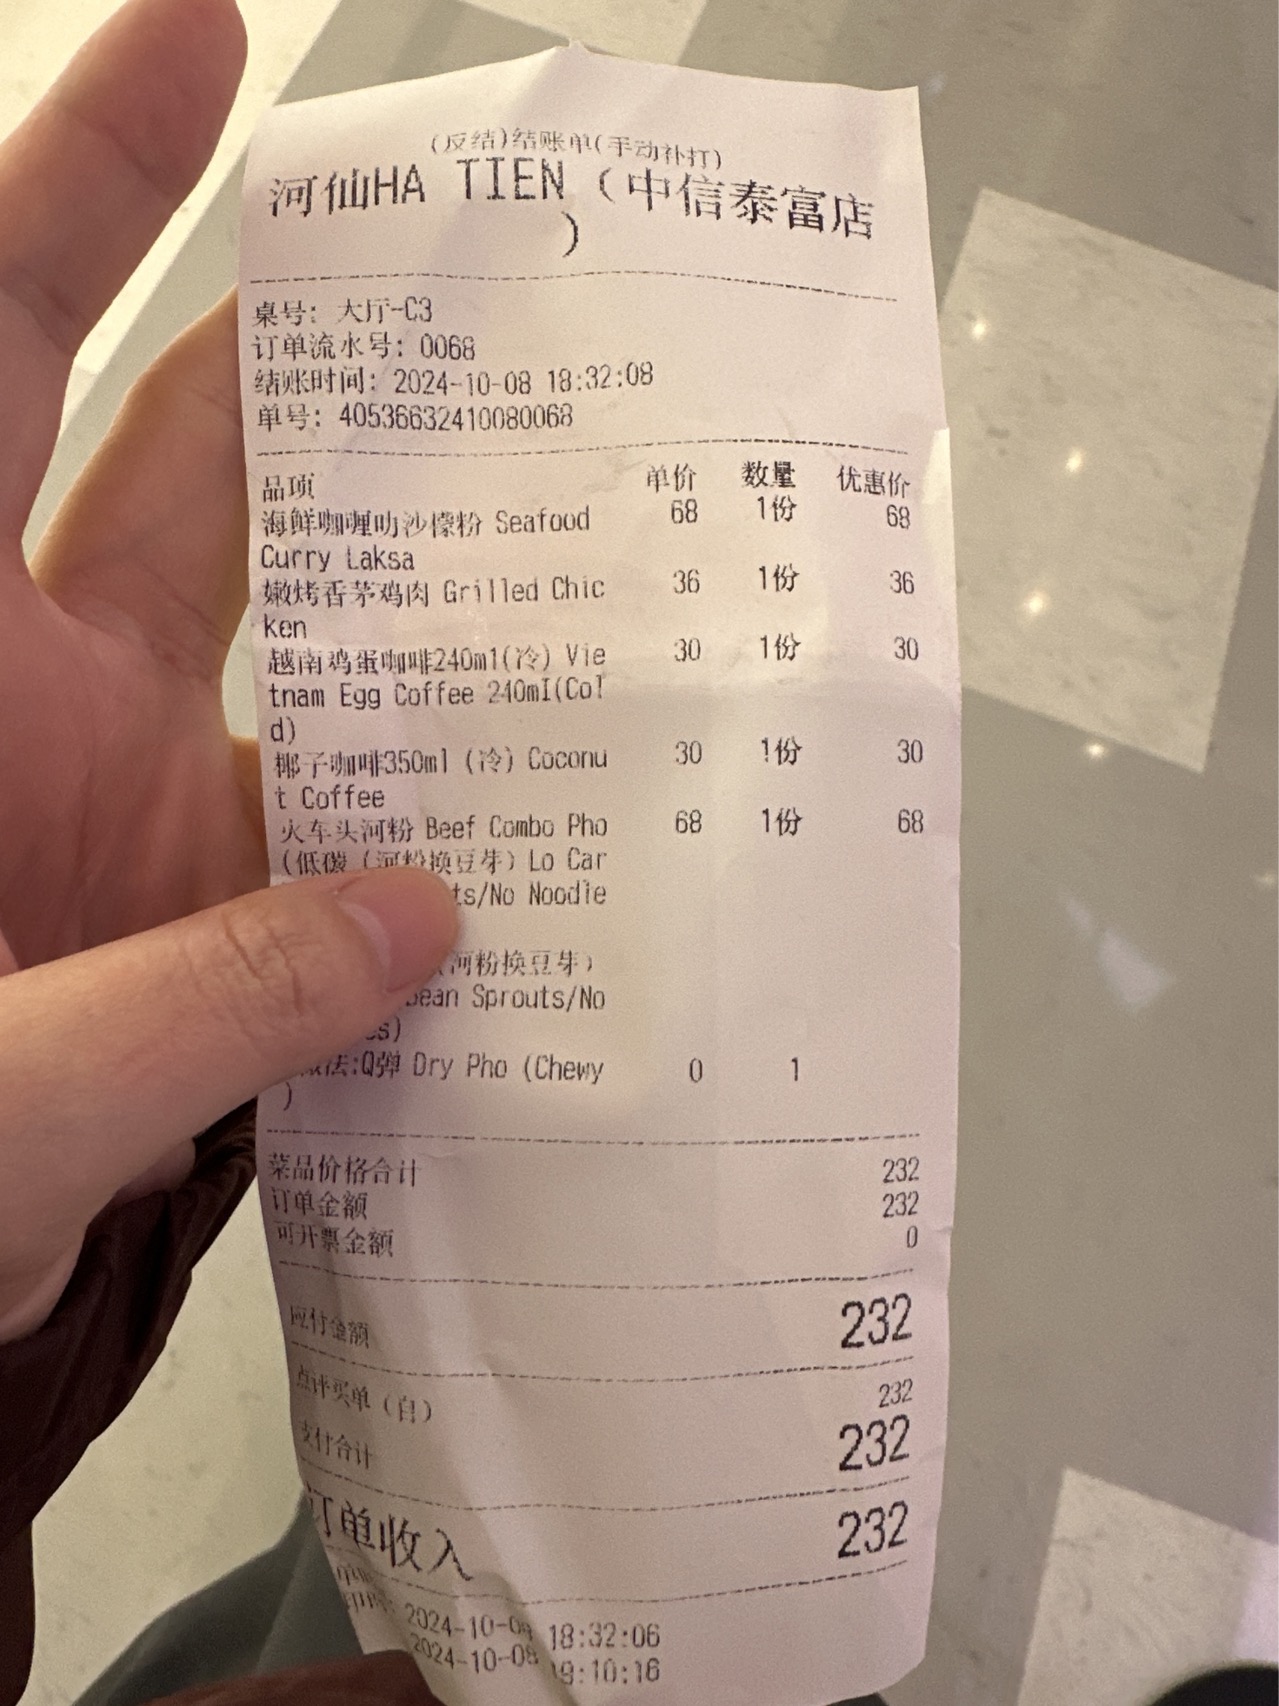 (反结)结账单(手动补打)
河仙HA TIEN (中信泰富店
)
桌号: 大厅-C3
订单流水号: 0068
结账时间: 2024-10-08 18:32:08
单号: 40536632410080068
品项 单价 数量 优惠价
海鲜咖喱叻沙檬粉 Seafood 68 1份 68
Curry Laksa
嫩烤香茅鸡肉 Grilled Chic 36 1份 36
ken
越南鸡蛋咖啡240ml(冷) Vie 30 1份 30
tnam Egg Coffee 240ml(Col
d)
椰子咖啡350ml (冷) Coconu 30 1份 30
t Coffee
火车头河粉 Beef Combo Pho 68 1份 68
(低碳 (河粉换豆芽) Lo Car
ts/No Noodle
(河粉换豆芽)
Bean Sprouts/No
es)
做法:Q弹 Dry Pho (Chewy 0 1
)
菜品价格合计 232
订单金额 232
可开票金额 0
应付金额 232
点评买单 (自) 232
支付合计 232
订单收入 232
2024-10-08 18:32:06
2024-10-08 19:10:16